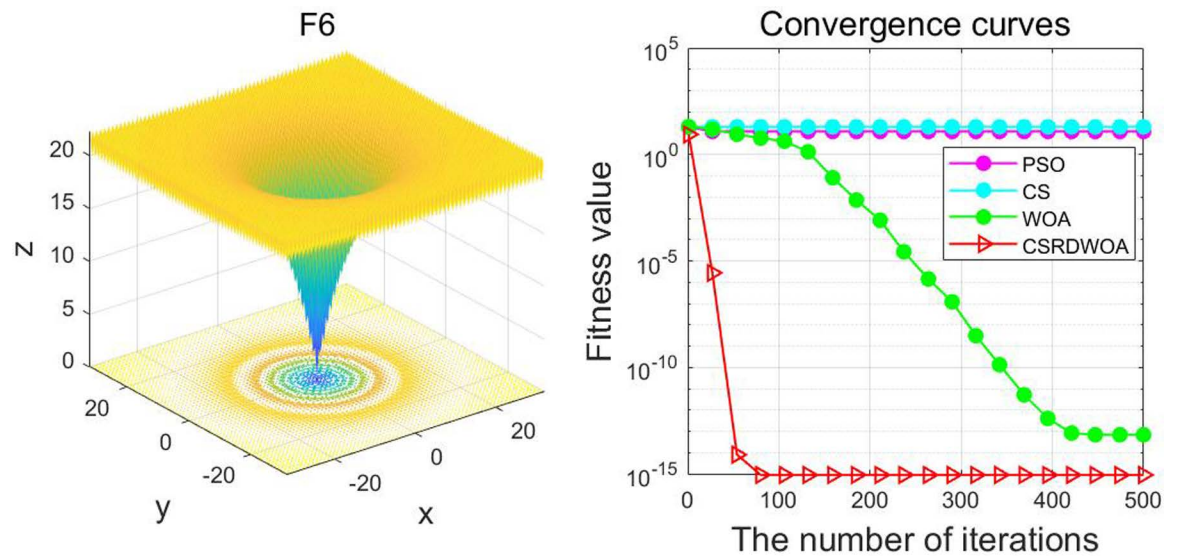 F6
z
20
15
10
5
0
20
0
-20
y
-20
0
20
x
Convergence curves
Fitness value
10^5
10^0
10^-5
10^-10
10^-15
PSO
CS
WOA
CSRDWOA
0 100 200 300 400 500
The number of iterations